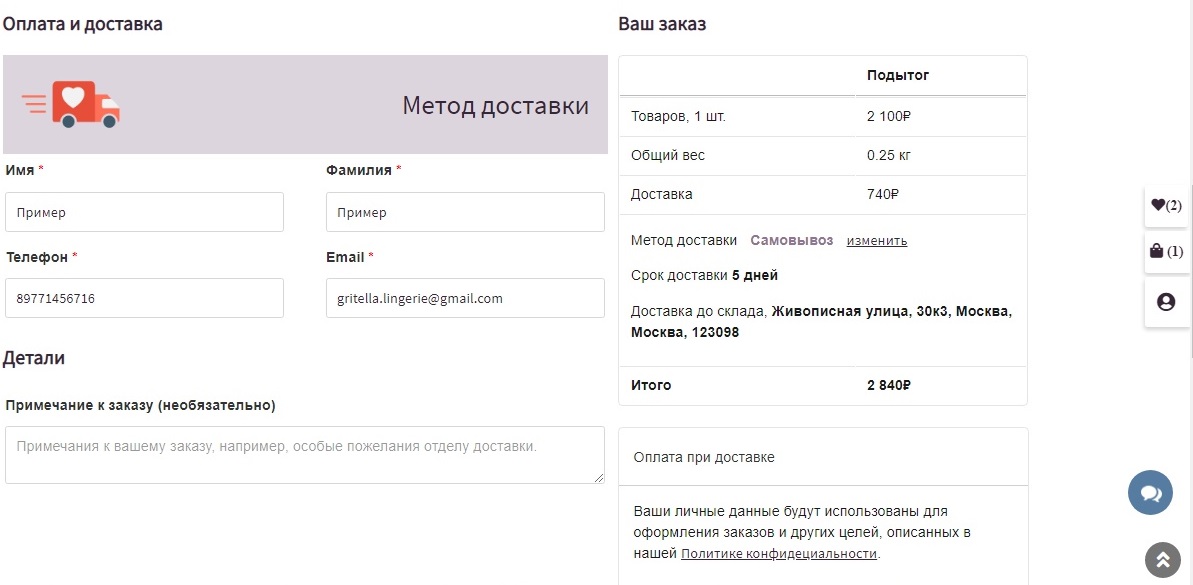 Оплата и доставка
Метод доставки
Имя *
Фамилия *
Пример
Пример
Телефон *
Email *
89771456716
gritella.lingerie@gmail.com
Детали
Примечание к заказу (необязательно)
Примечания к вашему заказу, например, особые пожелания отделу доставки.
Ваш заказ
Подытог
Товаров, 1 шт.
2 100₽
Общий вес
0.25 кг
Доставка
740₽
Метод доставки Самовывоз изменить
Срок доставки 5 дней
Доставка до склада, Живописная улица, 30к3, Москва,
Москва, 123098
Итого
2 840₽
Оплата при доставке
Ваши личные данные будут использованы для
оформления заказов и других целей, описанных в
нашей Политике конфидециальности.
(2)
(1)